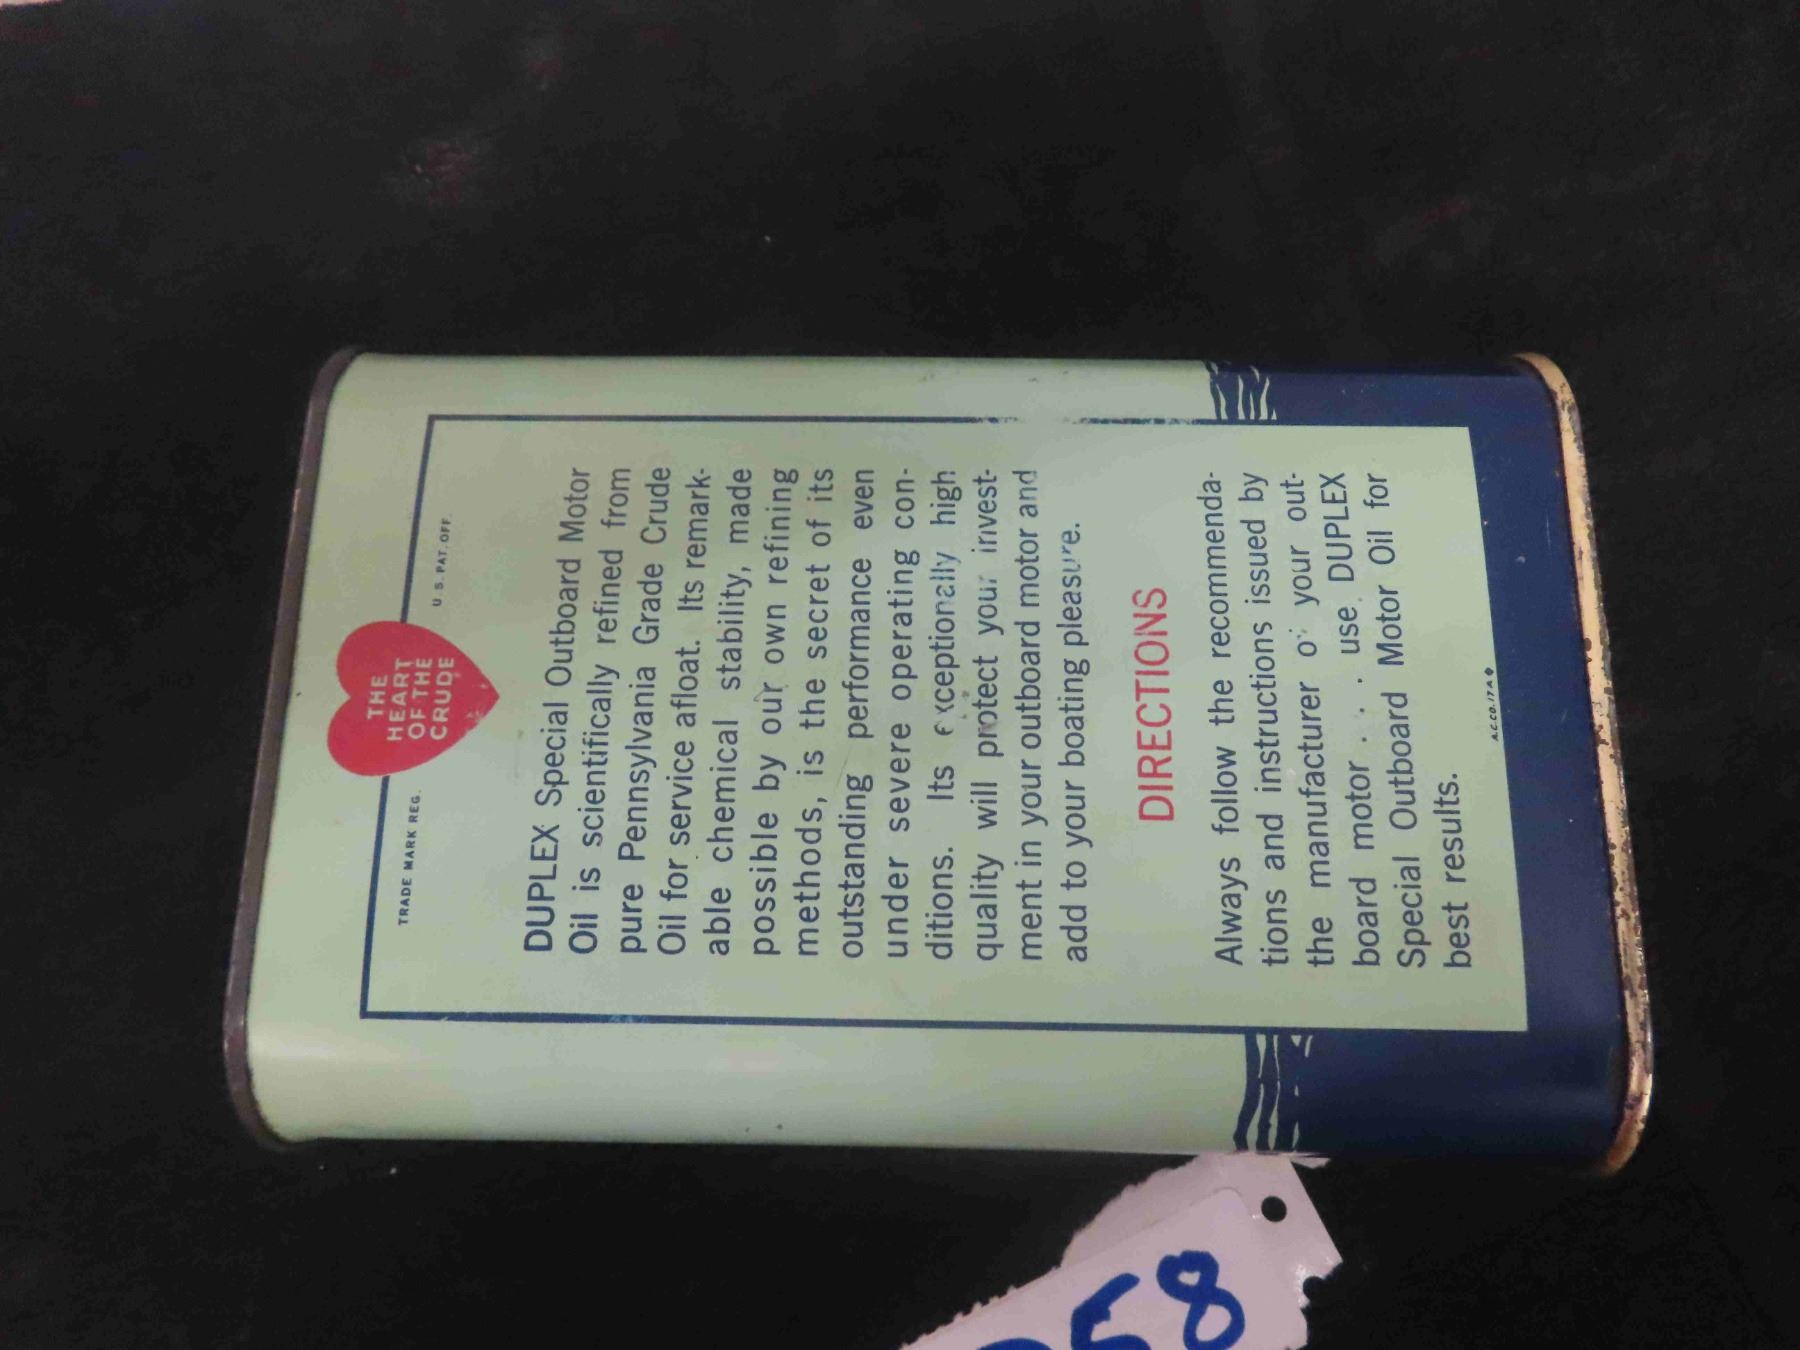 THE
HEART
OF THE
CRUDE
TRADE MARK REG. U.S. PAT. OFF.
DUPLEX Special Outboard Motor
Oil is scientifically refined from
pure Pennsylvania Grade Crude
Oil for service afloat. Its remark-
able chemical stability, made
possible by our own refining
methods, is the secret of its
outstanding performance even
under severe operating con-
ditions. Its exceptionally high
quality will protect your invest-
ment in your outboard motor and
add to your boating pleasure.
DIRECTIONS
Always follow the recommenda-
tions and instructions issued by
the manufacturer of your out-
board motor . . . use DUPLEX
Special Outboard Motor Oil for
best results.
A.C.CO. 17A
58